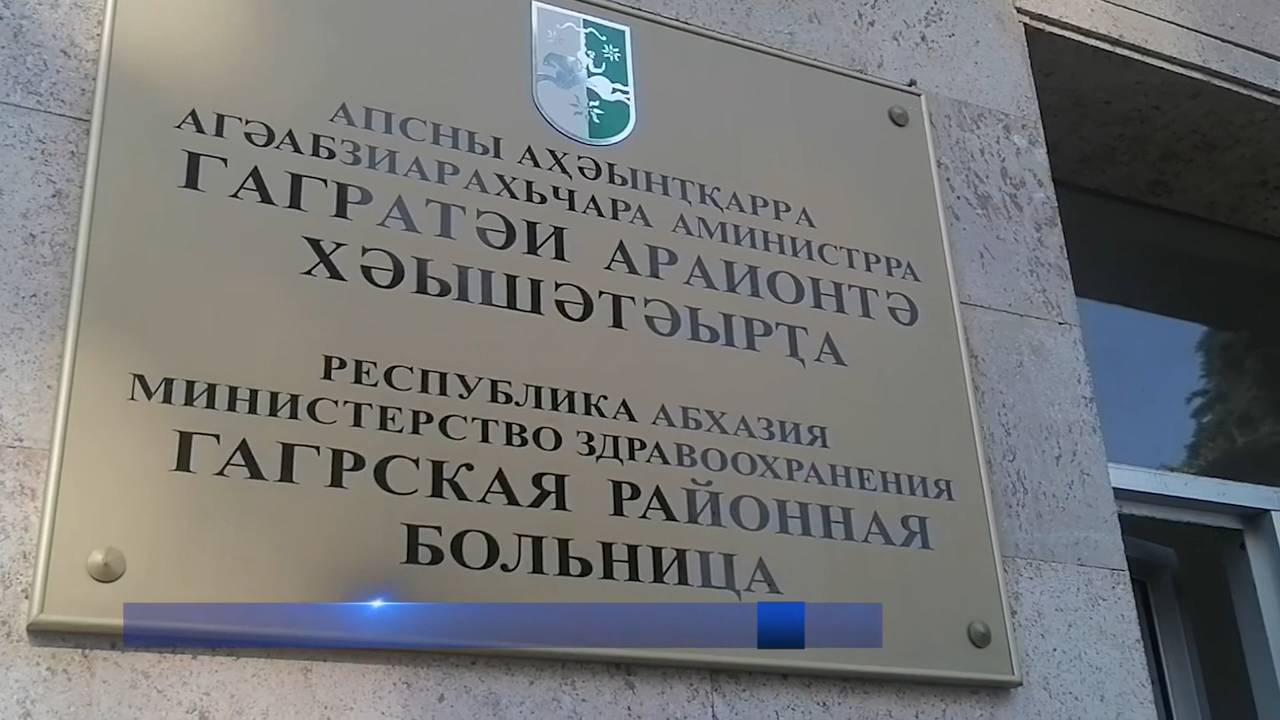 АПСНЫ АҲӘЫНҬҚАРРА
АГӘАБЗИАРАХЬЧАРА АМИНИСТРРА
ГАГРАТӘИ АРАИОНТӘ
ХӘЫШӘТӘЫРҬА
РЕСПУБЛИКА АБХАЗИЯ
МИНИСТЕРСТВО ЗДРАВООХРАНЕНИЯ
ГАГРСКАЯ РАЙОННАЯ
БОЛЬНИЦА